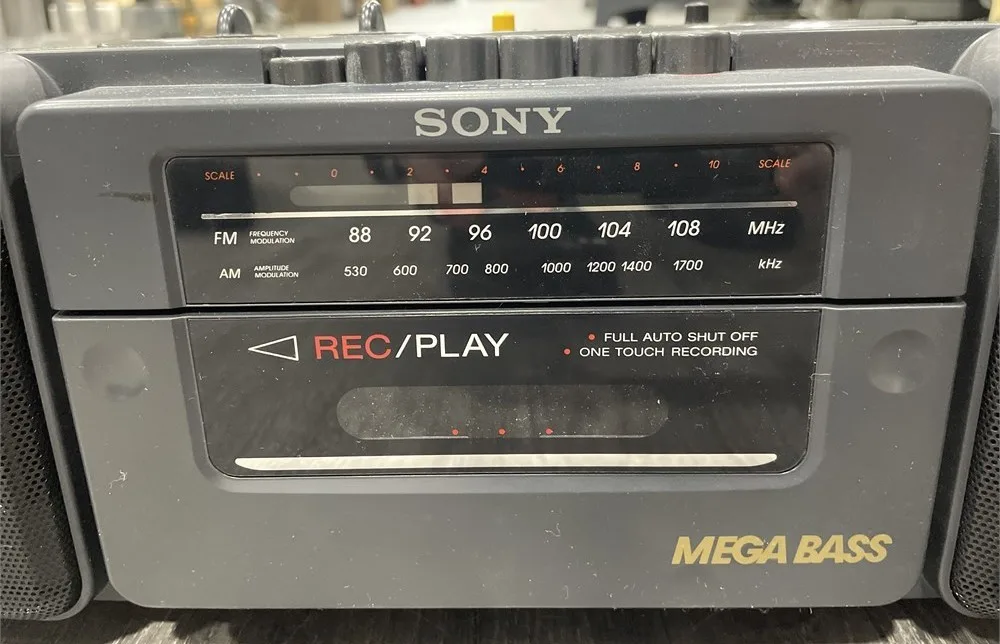 SONY
SCALE 0 2 4 6 8 10 SCALE
FM FREQUENCY MODULATION 88 92 96 100 104 108 MHz
AM AMPLITUDE MODULATION 530 600 700 800 1000 1200 1400 1700 kHz
REC/PLAY
• FULL AUTO SHUT OFF
• ONE TOUCH RECORDING
MEGA BASS